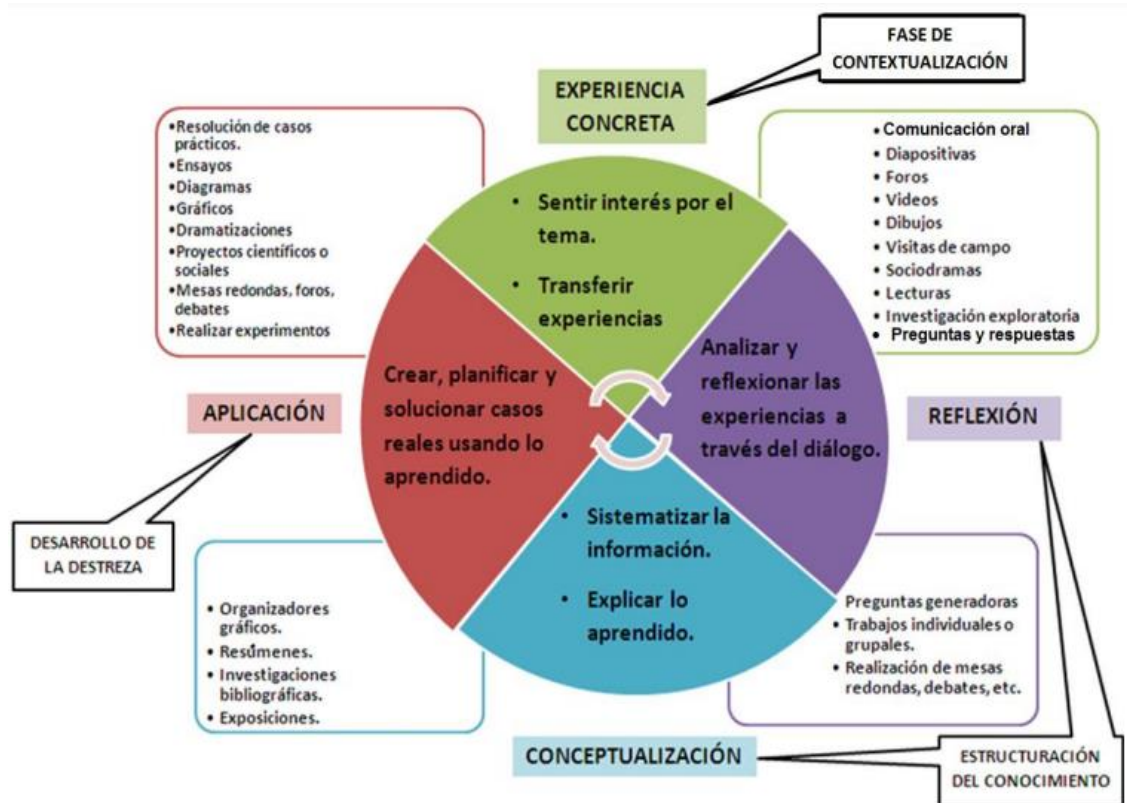 FASE DE
CONTEXTUALIZACIÓN
EXPERIENCIA
CONCRETA
•Resolución de casos
prácticos.
•Ensayos
•Diagramas
•Gráficos
•Dramatizaciones
•Proyectos científicos o
sociales
•Mesas redondas, foros,
debates
•Realizar experimentos
• Comunicación oral
• Diapositivas
• Foros
• Videos
• Dibujos
• Visitas de campo
• Sociodramas
• Lecturas
• Investigación exploratoria
• Preguntas y respuestas
• Sentir interés por el
tema.
• Transferir
experiencias
Crear, planificar y
solucionar casos
reales usando lo
aprendido.
Analizar y
reflexionar las
experiencias a
través del diálogo.
APLICACIÓN
REFLEXIÓN
• Sistematizar la
información.
• Explicar lo
aprendido.
DESARROLLO DE
LA DESTREZA
• Organizadores
gráficos.
• Resúmenes.
• Investigaciones
bibliográficas.
• Exposiciones.
Preguntas generadoras
• Trabajos individuales o
grupales.
• Realización de mesas
redondas, debates, etc.
CONCEPTUALIZACIÓN
ESTRUCTURACIÓN
DEL CONOCIMIENTO